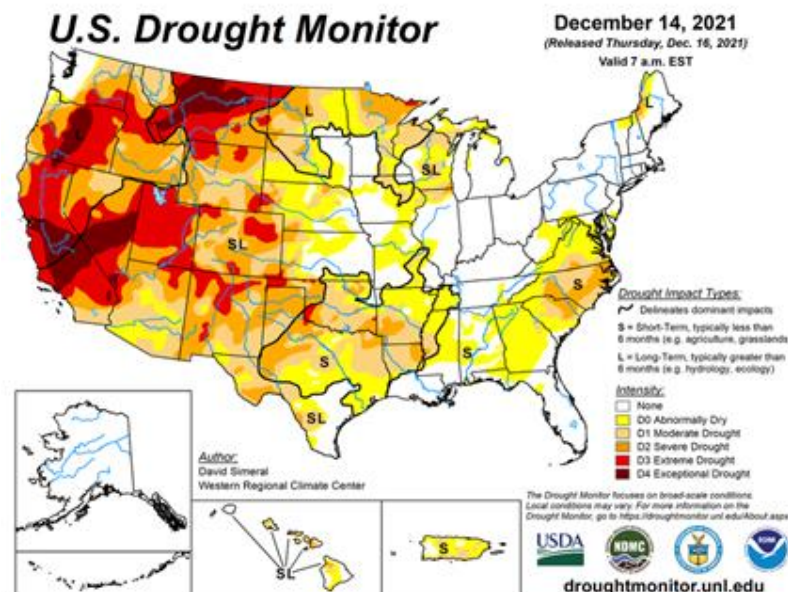 U.S. Drought Monitor
December 14, 2021
(Released Thursday, Dec. 16, 2021)
Valid 7 a.m. EST
L
L
L
SL
SL
S
S
S
SL
Drought Impact Types:
Delineates dominant impacts
S = Short-Term, typically less than
6 months (e.g. agriculture, grasslands
L = Long-Term, typically greater than
6 months (e.g. hydrology, ecology)
Intensity:
None
D0 Abnormally Dry
D1 Moderate Drought
D2 Severe Drought
D3 Extreme Drought
D4 Exceptional Drought
Author:
David Simeral
Western Regional Climate Center
SL
S
The Drought Monitor focuses on broad-scale conditions.
Local conditions may vary. For more information on the
Drought Monitor, go to https://droughtmonitor.unl.edu/About.aspx
USDA
NDMC
NOAA
droughtmonitor.unl.edu